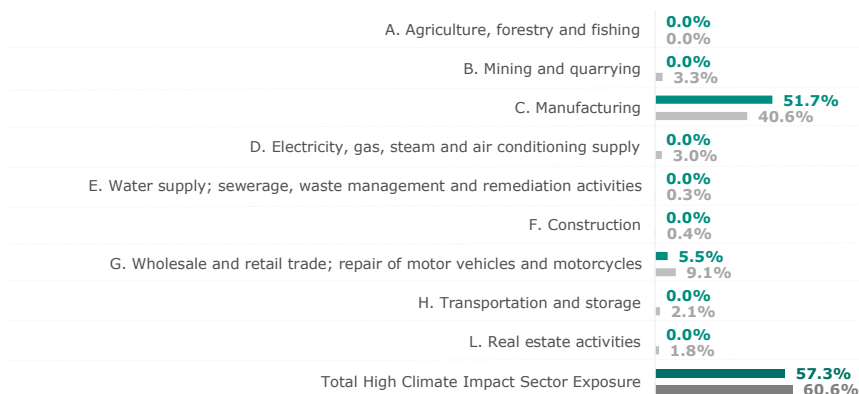 A. Agriculture, forestry and fishing 0.0%
0.0%
B. Mining and quarrying 0.0%
3.3%
C. Manufacturing 51.7%
40.6%
D. Electricity, gas, steam and air conditioning supply 0.0%
3.0%
E. Water supply; sewerage, waste management and remediation activities 0.0%
0.3%
F. Construction 0.0%
0.4%
G. Wholesale and retail trade; repair of motor vehicles and motorcycles 5.5%
9.1%
H. Transportation and storage 0.0%
2.1%
L. Real estate activities 0.0%
1.8%
Total High Climate Impact Sector Exposure 57.3%
60.6%